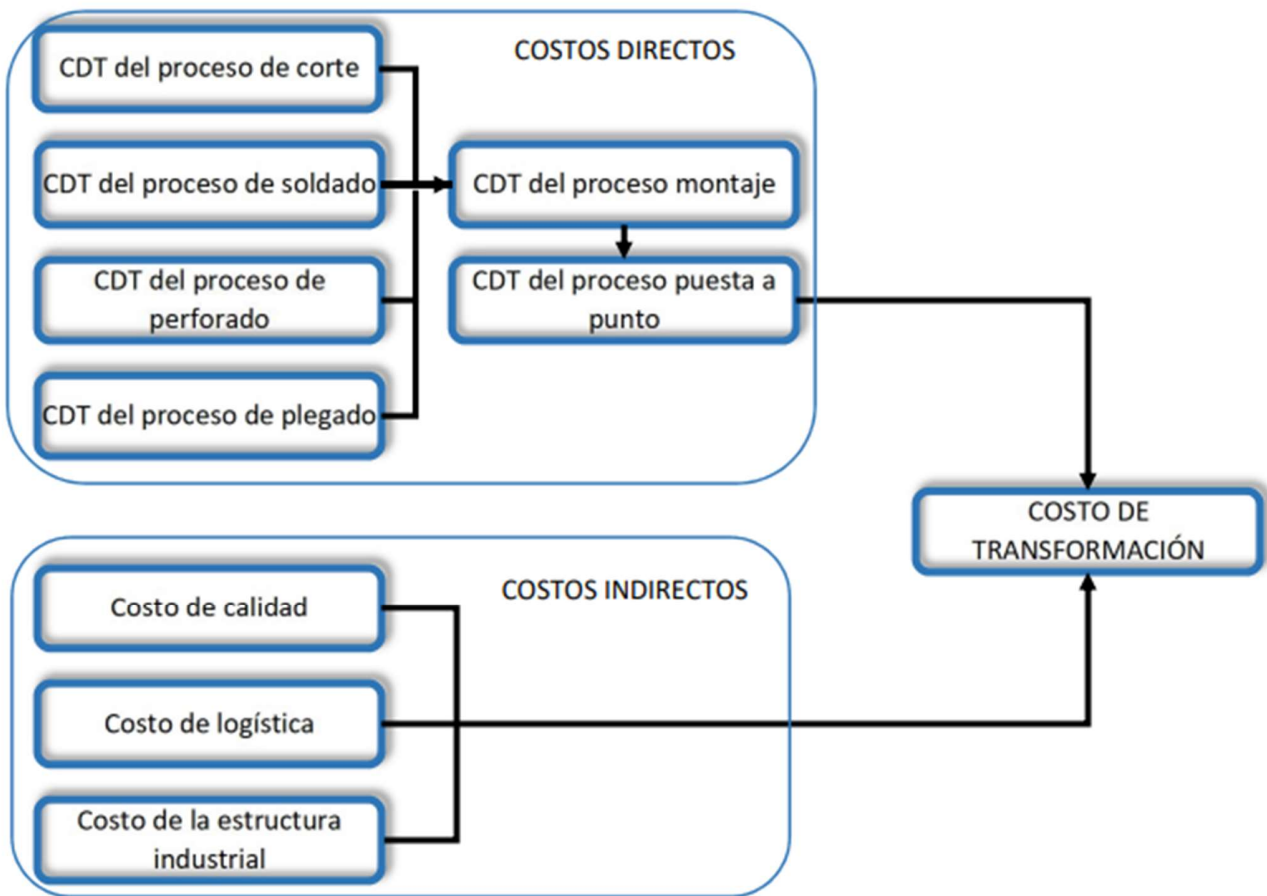 COSTOS DIRECTOS
CDT del proceso de corte
CDT del proceso de soldado
CDT del proceso montaje
CDT del proceso de
perforado
CDT del proceso puesta a
punto
CDT del proceso de plegado
COSTO DE
TRANSFORMACIÓN
COSTOS INDIRECTOS
Costo de calidad
Costo de logística
Costo de la estructura
industrial